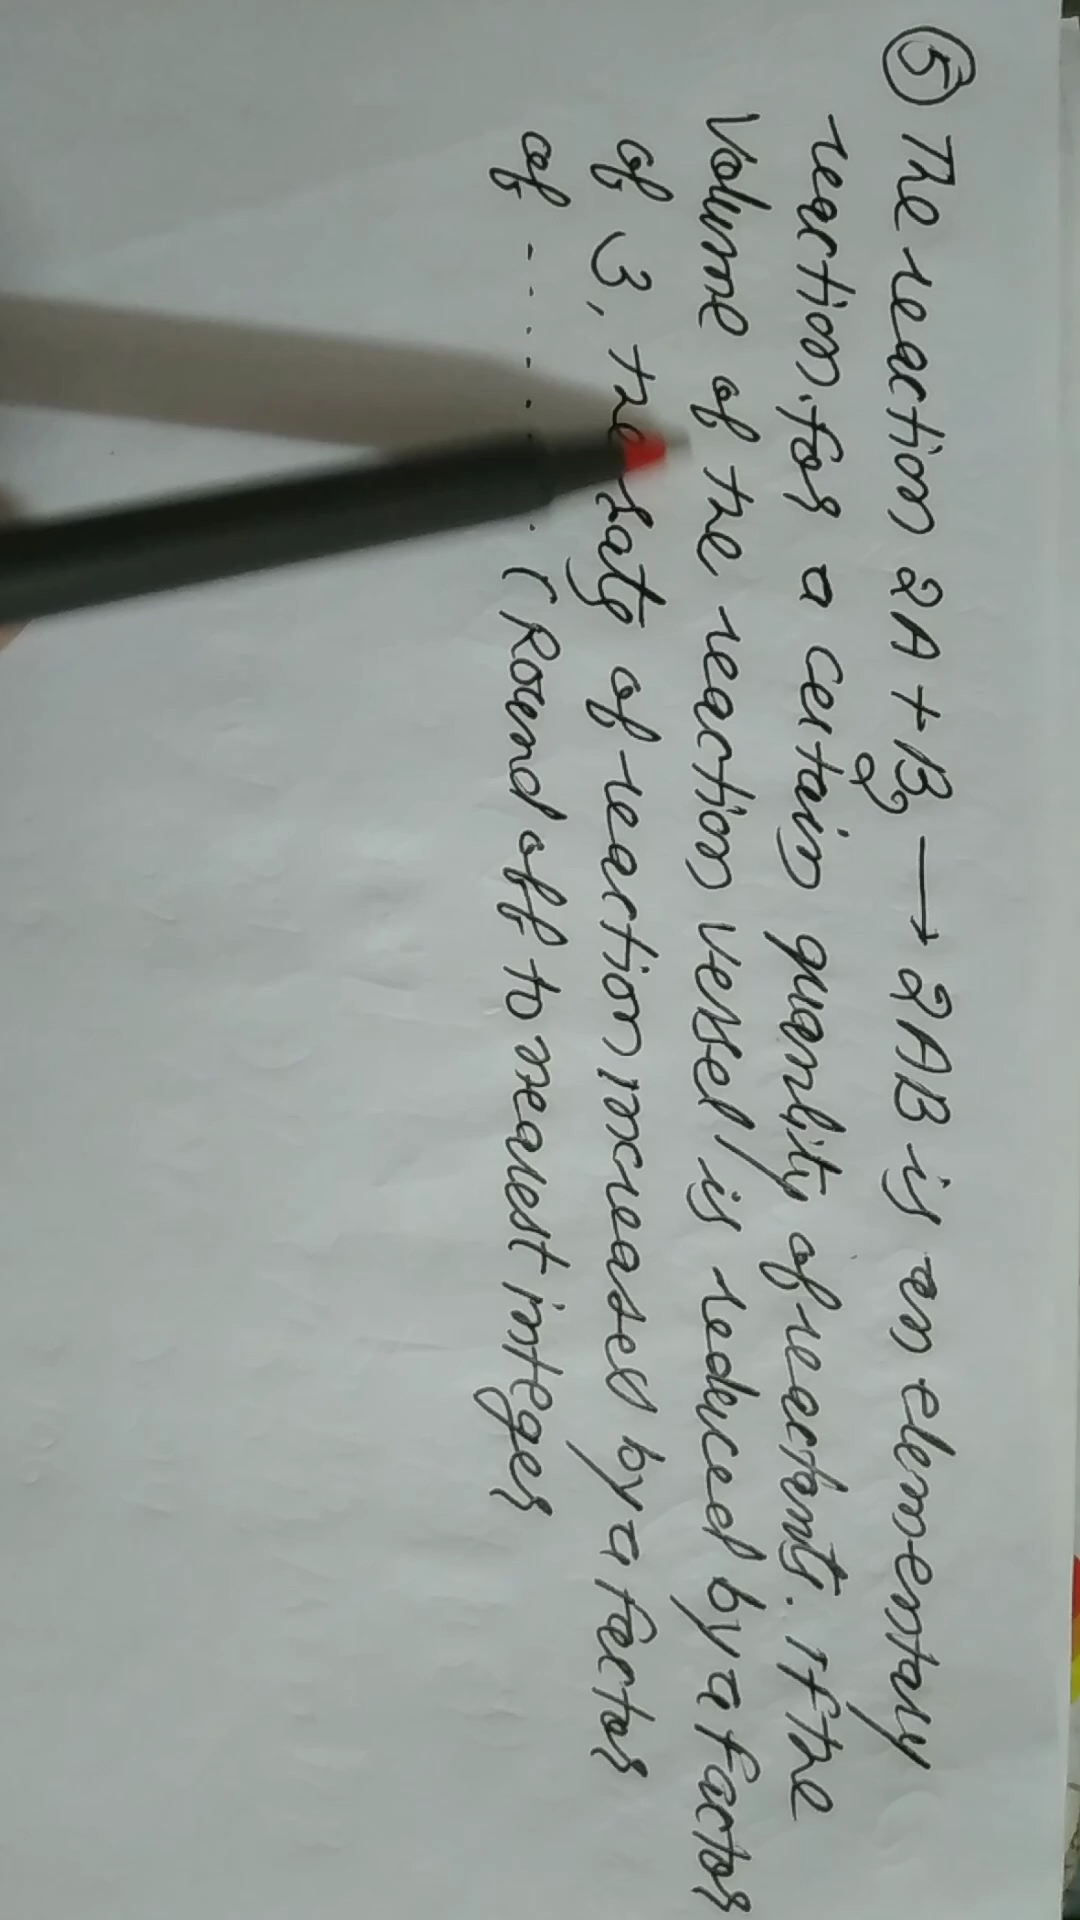 ⑤ The reaction 2A + B₂ → 2AB is an elementary
reaction. for a certain quantity of reactants. If the
volume of the reaction vessel is reduced by a factor
of 3, the rate of reaction increases by a factor
of ......... (Round off to nearest integer